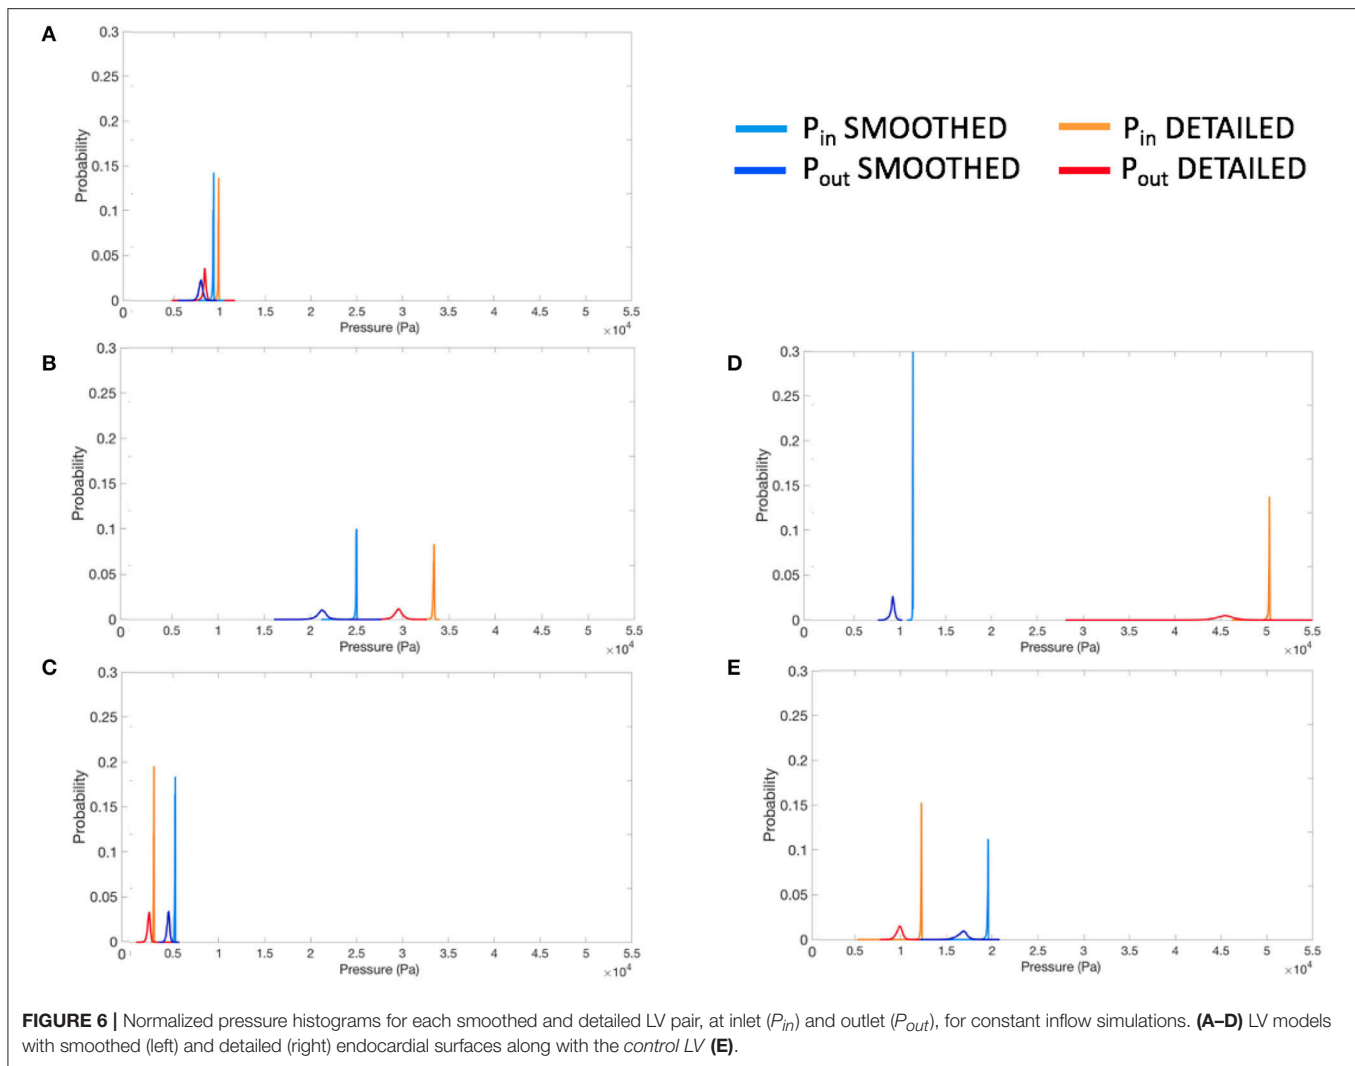 A
0.3
0.25
0.2
0.15
0.1
0.05
0
Probability
0 0.5 1 1.5 2 2.5 3 3.5 4 4.5 5 5.5
Pressure (Pa)
×10⁴
P_in SMOOTHED P_in DETAILED
P_out SMOOTHED P_out DETAILED
B
0.3
0.25
0.2
0.15
0.1
0.05
0
Probability
0 0.5 1 1.5 2 2.5 3 3.5 4 4.5 5 5.5
Pressure (Pa)
×10⁴
D
0.3
0.25
0.2
0.15
0.1
0.05
0
Probability
0 0.5 1 1.5 2 2.5 3 3.5 4 4.5 5 5.5
Pressure (Pa)
×10⁴
C
0.3
0.25
0.2
0.15
0.1
0.05
0
Probability
0 0.5 1 1.5 2 2.5 3 3.5 4 4.5 5 5.5
Pressure (Pa)
×10⁴
E
0.3
0.25
0.2
0.15
0.1
0.05
0
Probability
0 0.5 1 1.5 2 2.5 3 3.5 4 4.5 5 5.5
Pressure (Pa)
×10⁴
FIGURE 6 | Normalized pressure histograms for each smoothed and detailed LV pair, at inlet (P_in) and outlet (P_out), for constant inflow simulations. (A–D) LV models
with smoothed (left) and detailed (right) endocardial surfaces along with the control LV (E).